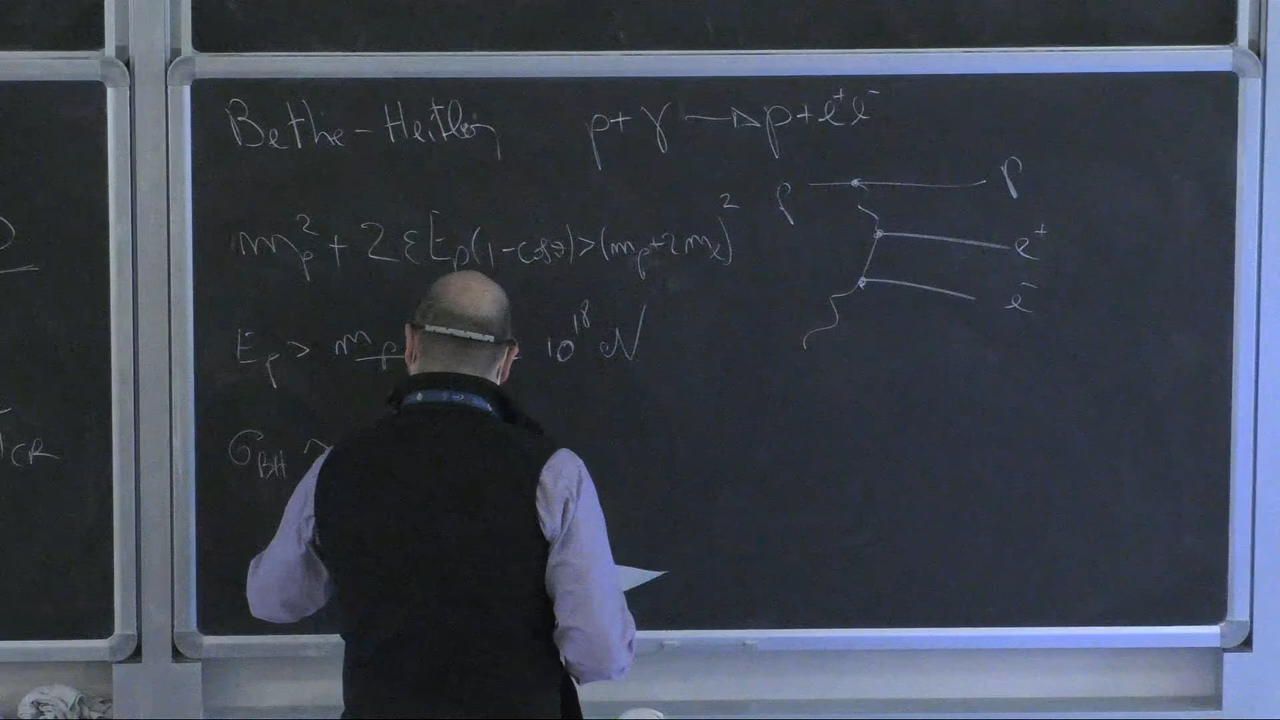 Bethe-Heitler p+γ → p+e⁺e⁻
p p
m_p² + 2εE_p(1-cosθ)>(m_p+2m_e)²
e⁺
e⁻
E_p > m_p 10¹⁸ eV
σ_BH ~
CR